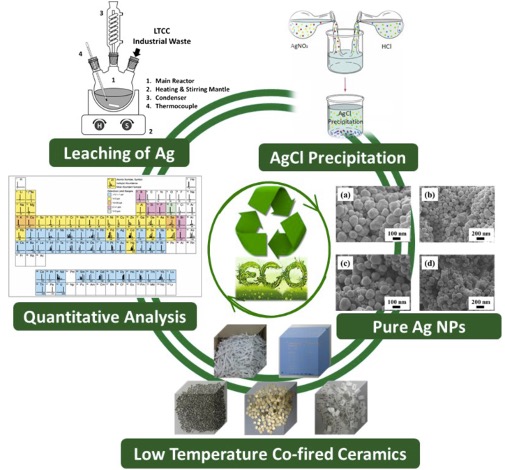 3
LTCC
Industrial Waste
4
1
1. Main Reactor
2. Heating & Stirring Mantle
3. Condenser
4. Thermocouple
H
S
2
Leaching of Ag
AgNO₃
HCl
AgCl
Precipitation
AgCl Precipitation
(a)
100 nm
(b)
200 nm
(c)
100 nm
(d)
200 nm
Pure Ag NPs
ECO
Quantitative Analysis
Low Temperature Co-fired Ceramics